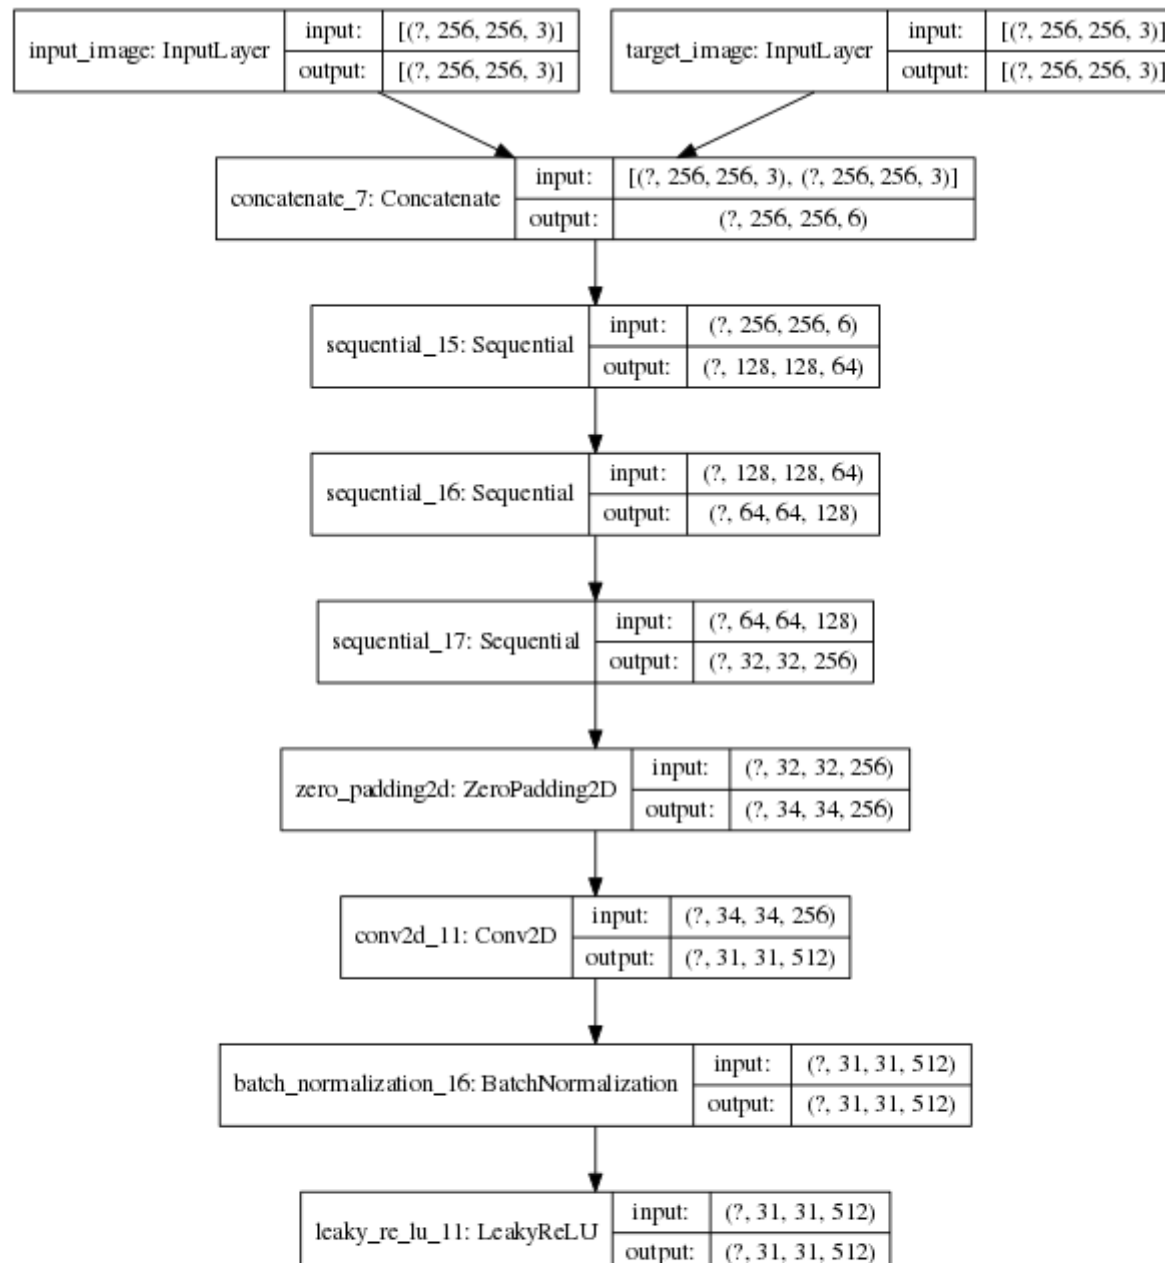 input_image: InputLayer
input: [(?, 256, 256, 3)]
output: [(?, 256, 256, 3)]
target_image: InputLayer
input: [(?, 256, 256, 3)]
output: [(?, 256, 256, 3)]
concatenate_7: Concatenate
input: [(?, 256, 256, 3), (?, 256, 256, 3)]
output: (?, 256, 256, 6)
sequential_15: Sequential
input: (?, 256, 256, 6)
output: (?, 128, 128, 64)
sequential_16: Sequential
input: (?, 128, 128, 64)
output: (?, 64, 64, 128)
sequential_17: Sequential
input: (?, 64, 64, 128)
output: (?, 32, 32, 256)
zero_padding2d: ZeroPadding2D
input: (?, 32, 32, 256)
output: (?, 34, 34, 256)
conv2d_11: Conv2D
input: (?, 34, 34, 256)
output: (?, 31, 31, 512)
batch_normalization_16: BatchNormalization
input: (?, 31, 31, 512)
output: (?, 31, 31, 512)
leaky_re_lu_11: LeakyReLU
input: (?, 31, 31, 512)
output: (?, 31, 31, 512)